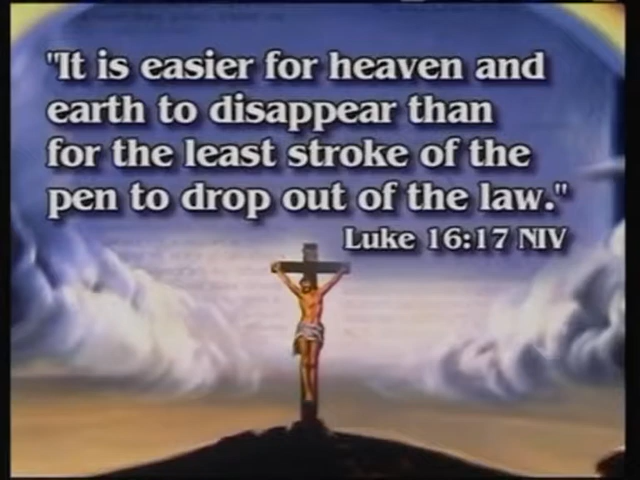 "It is easier for heaven and
earth to disappear than
for the least stroke of the
pen to drop out of the law."
Luke 16:17 NIV